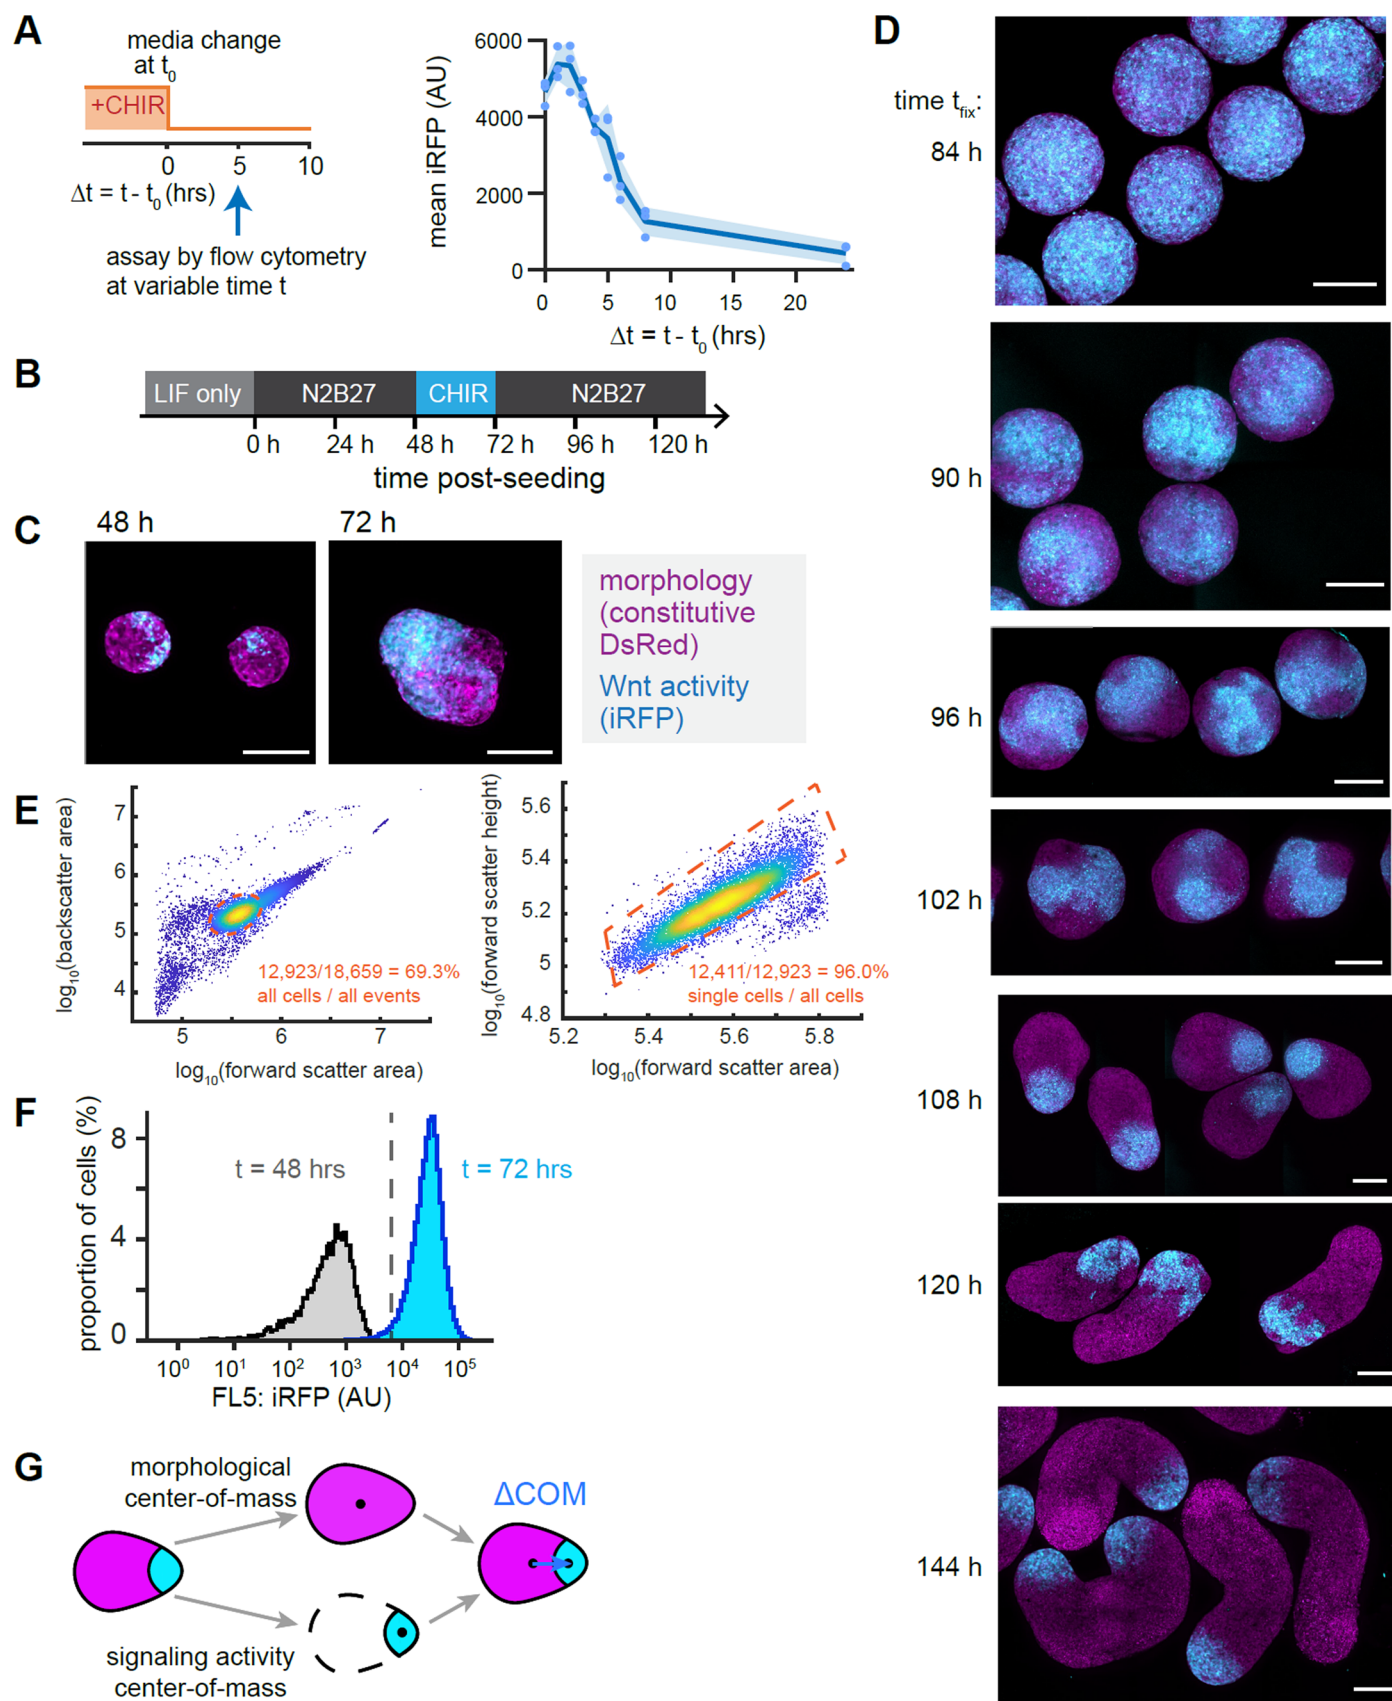 A
media change
at t0
+CHIR
0
5
10
Δt = t - t0 (hrs)
assay by flow cytometry
at variable time t
mean iRFP (AU)
6000
4000
2000
0
0
5
10
15
20
Δt = t - t0 (hrs)
B
LIF only
N2B27
CHIR
N2B27
0 h
24 h
48 h
72 h
96 h
120 h
time post-seeding
C
48 h
72 h
morphology
(constitutive
DsRed)
Wnt activity
(iRFP)
D
time tfix:
84 h
90 h
96 h
102 h
108 h
120 h
144 h
E
log10(backscatter area)
7
6
5
4
12,923/18,659 = 69.3%
all cells / all events
5
6
7
log10(forward scatter area)
log10(forward scatter height)
5.6
5.4
5.2
5
4.8
12,411/12,923 = 96.0%
single cells / all cells
5.2
5.4
5.6
5.8
log10(forward scatter area)
F
proportion of cells (%)
8
4
0
t = 48 hrs
t = 72 hrs
10^0
10^1
10^2
10^3
10^4
10^5
FL5: iRFP (AU)
G
morphological
center-of-mass
ΔCOM
signaling activity
center-of-mass